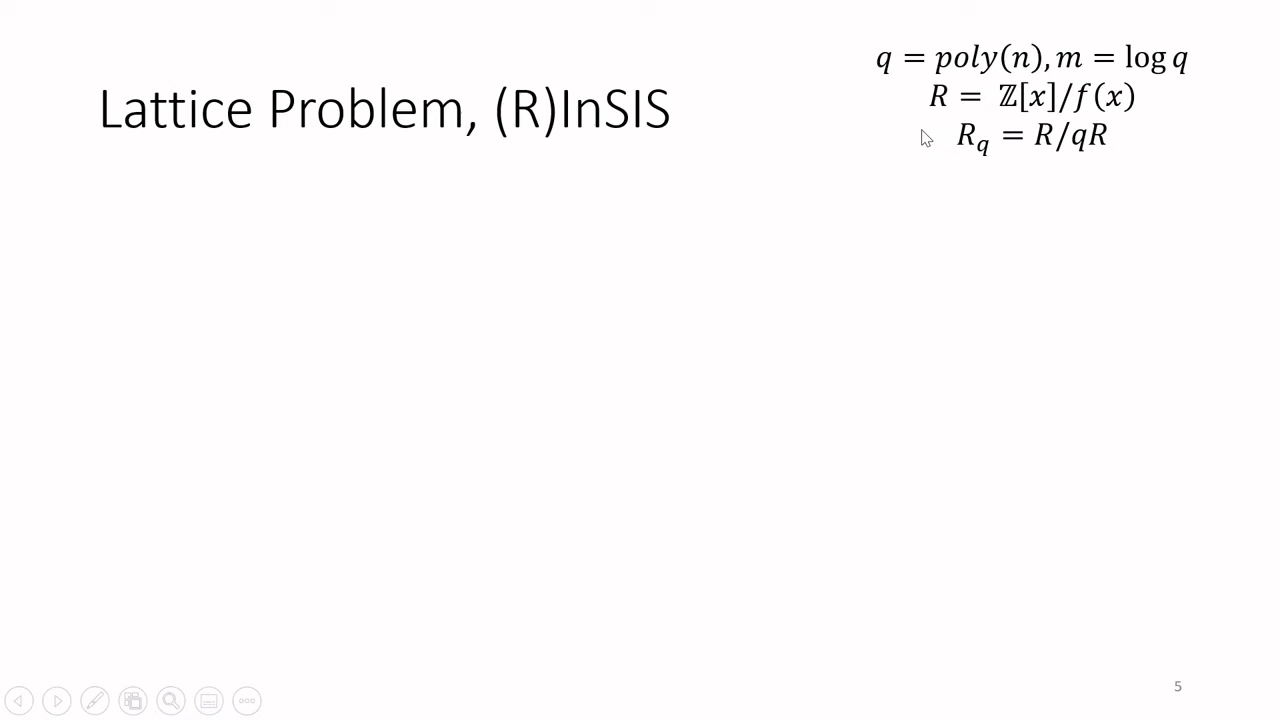 Lattice Problem, (R)InSIS
q = poly(n), m = log q
R = ℤ[x]/f(x)
R_q = R/qR
5